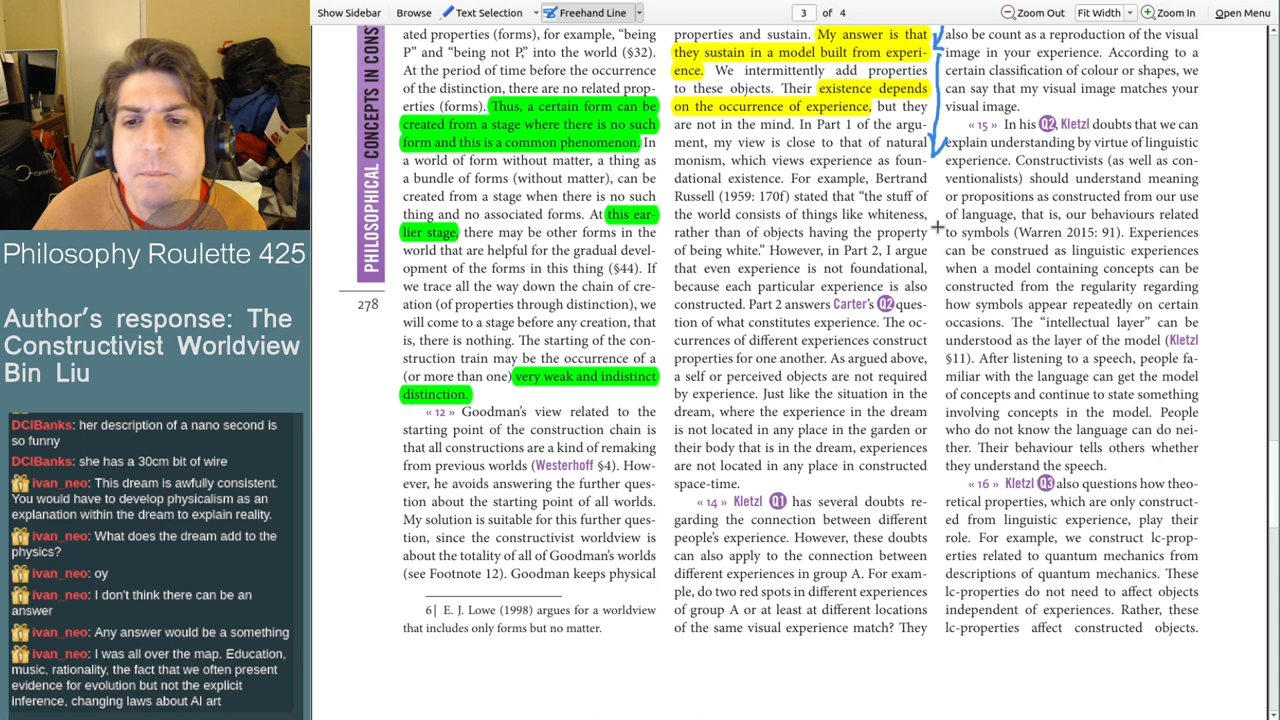 Show Sidebar Browse Text Selection Freehand Line 3 of 4 Zoom Out Fit Width Zoom In Open Menu
Philosophy Roulette 425
Author's response: The
Constructivist Worldview
Bin Liu
DCIBanks: her description of a nano second is
so funny
DCIBanks: she has a 30cm bit of wire
ivan_neo: This dream is awfully consistent.
You would have to develop physicalism as an
explanation within the dream to explain reality.
ivan_neo: What does the dream add to the
physics?
ivan_neo: oy
ivan_neo: I don't think there can be an
answer
ivan_neo: Any answer would be a something
ivan_neo: I was all over the map. Education,
music, rationality, the fact that we often present
evidence for evolution but not the explicit
inference, changing laws about AI art
PHILOSOPHICAL CONCEPTS IN CONS
278
ated properties (forms), for example, “being
P” and “being not P,” into the world (§32).
At the period of time before the occurrence
of the distinction, there are no related prop-
erties (forms). Thus, a certain form can be
created from a stage where there is no such
form and this is a common phenomenon. In
a world of form without matter, a thing as
a bundle of forms (without matter), can be
created from a stage when there is no such
thing and no associated forms. At this ear-
lier stage, there may be other forms in the
world that are helpful for the gradual devel-
opment of the forms in this thing (§44). If
we trace all the way down the chain of cre-
ation (of properties through distinction), we
will come to a stage before any creation, that
is, there is nothing. The starting of the con-
struction train may be the occurrence of a
(or more than one) very weak and indistinct
distinction.
« 12 » Goodman’s view related to the
starting point of the construction chain is
that all constructions are a kind of remaking
from previous worlds (Westerhoff §4). How-
ever, he avoids answering the further ques-
tion about the starting point of all worlds.
My solution is suitable for this further ques-
tion, since the constructivist worldview is
about the totality of all of Goodman’s worlds
(see Footnote 12). Goodman keeps physical
6| E. J. Lowe (1998) argues for a worldview
that includes only forms but no matter.
properties and sustain. My answer is that
they sustain in a model built from experi-
ence. We intermittently add properties
to these objects. Their existence depends
on the occurrence of experience, but they
are not in the mind. In Part 1 of the argu-
ment, my view is close to that of natural
monism, which views experience as foun-
dational existence. For example, Bertrand
Russell (1959: 170f) stated that “the stuff of
the world consists of things like whiteness,
rather than of objects having the property
of being white.” However, in Part 2, I argue
that even experience is not foundational,
because each particular experience is also
constructed. Part 2 answers Carter’s Q2 ques-
tion of what constitutes experience. The oc-
currences of different experiences construct
properties for one another. As argued above,
a self or perceived objects are not required
by experience. Just like the situation in the
dream, where the experience in the dream
is not located in any place in the garden or
their body that is in the dream, experiences
are not located in any place in constructed
space-time.
« 14 » Kletzl Q1 has several doubts re-
garding the connection between different
people’s experience. However, these doubts
can also apply to the connection between
different experiences in group A. For exam-
ple, do two red spots in different experiences
of group A or at least at different locations
of the same visual experience match? They
also be count as a reproduction of the visual
image in your experience. According to a
certain classification of colour or shapes, we
can say that my visual image matches your
visual image.
« 15 » In his Q2, Kletzl doubts that we can
explain understanding by virtue of linguistic
experience. Constructivists (as well as con-
ventionalists) should understand meaning
or propositions as constructed from our use
of language, that is, our behaviours related
to symbols (Warren 2015: 91). Experiences
can be construed as linguistic experiences
when a model containing concepts can be
constructed from the regularity regarding
how symbols appear repeatedly on certain
occasions. The “intellectual layer” can be
understood as the layer of the model (Kletzl
§11). After listening to a speech, people fa-
miliar with the language can get the model
of concepts and continue to state something
involving concepts in the model. People
who do not know the language can do nei-
ther. Their behaviour tells others whether
they understand the speech.
« 16 » Kletzl Q3 also questions how theo-
retical properties, which are only construct-
ed from linguistic experience, play their
role. For example, we construct lc-prop-
erties related to quantum mechanics from
descriptions of quantum mechanics. These
lc-properties do not need to affect objects
independent of experiences. Rather, these
lc-properties affect constructed objects.